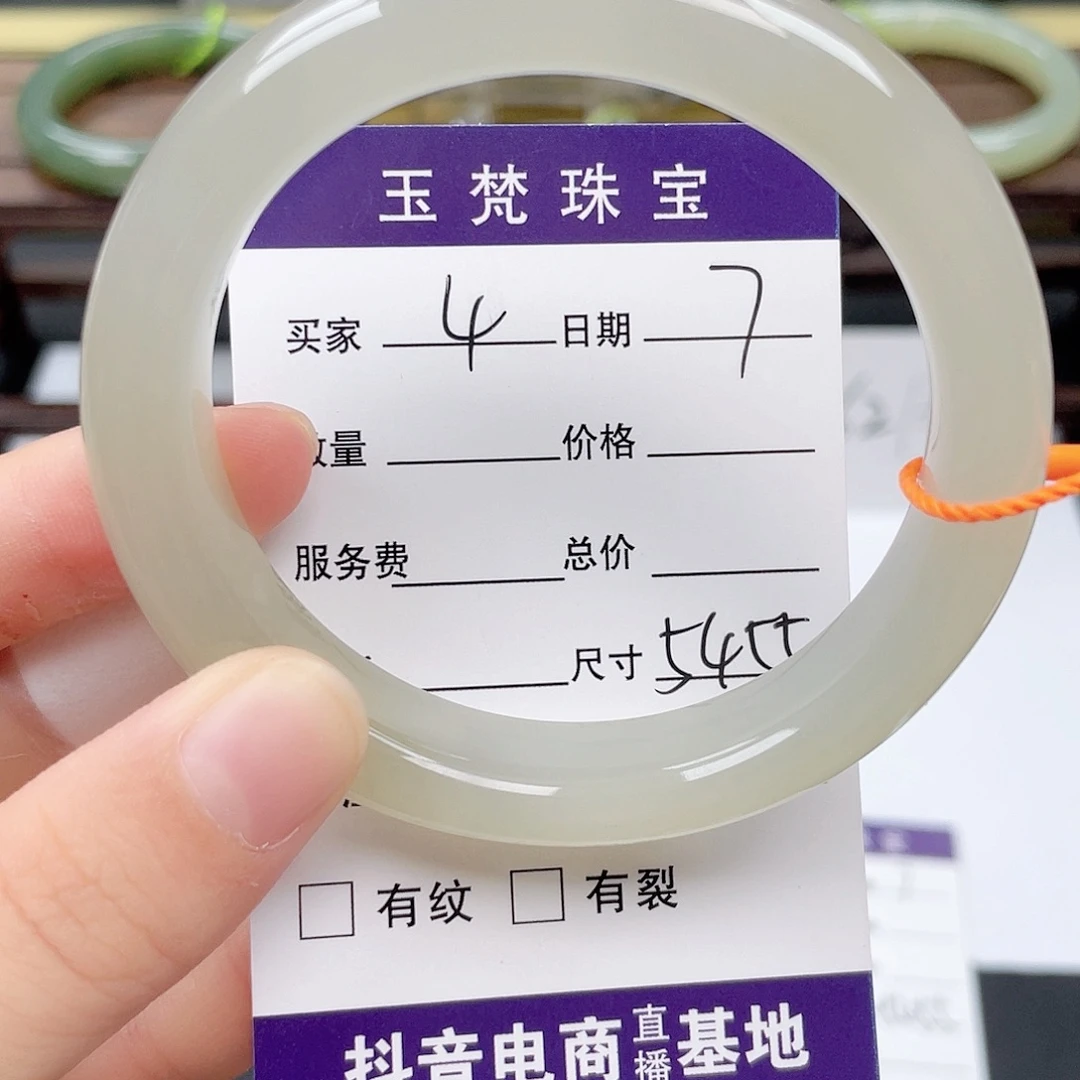 玉梵珠宝
买家 4 日期 7
量 价格
服务费 总价
尺寸 5455
有纹 有裂
抖音电商直播基地